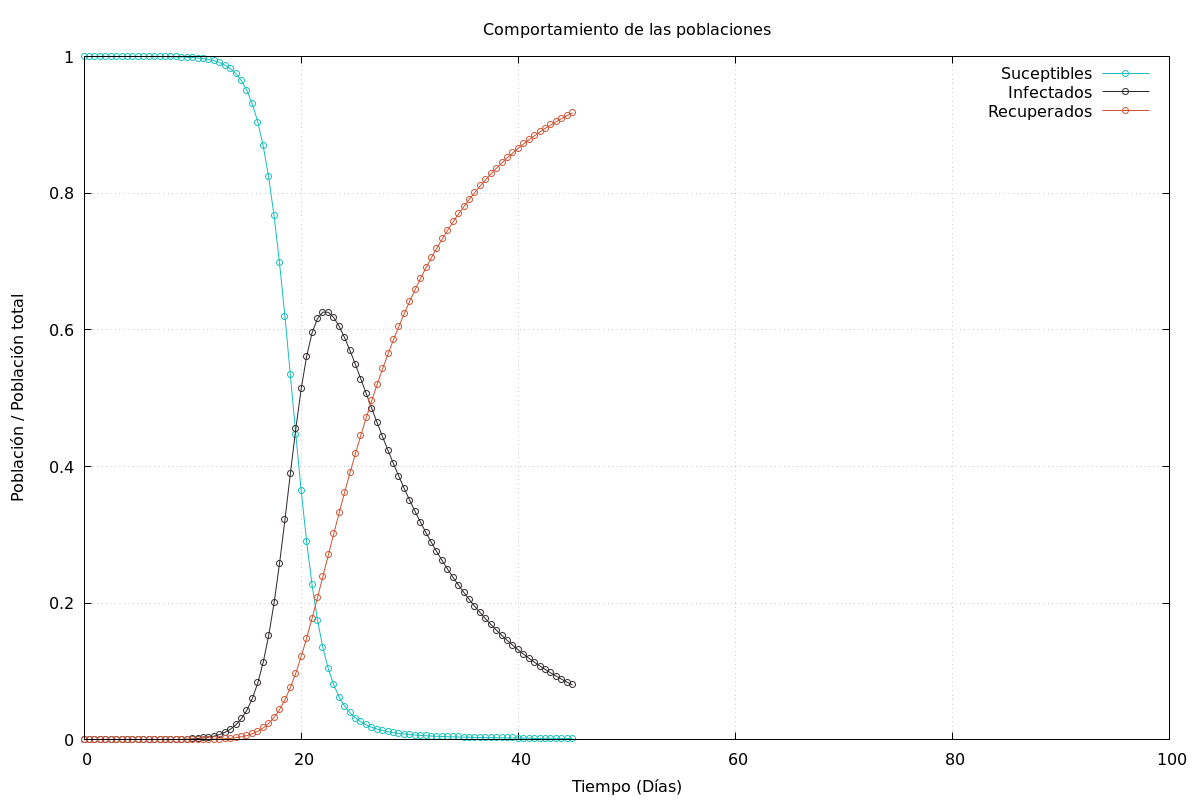 Comportamiento de las poblaciones
Suceptibles
Infectados
Recuperados
Población / Población total
1
0.8
0.6
0.4
0.2
0
0 20 40 60 80 100
Tiempo (Días)